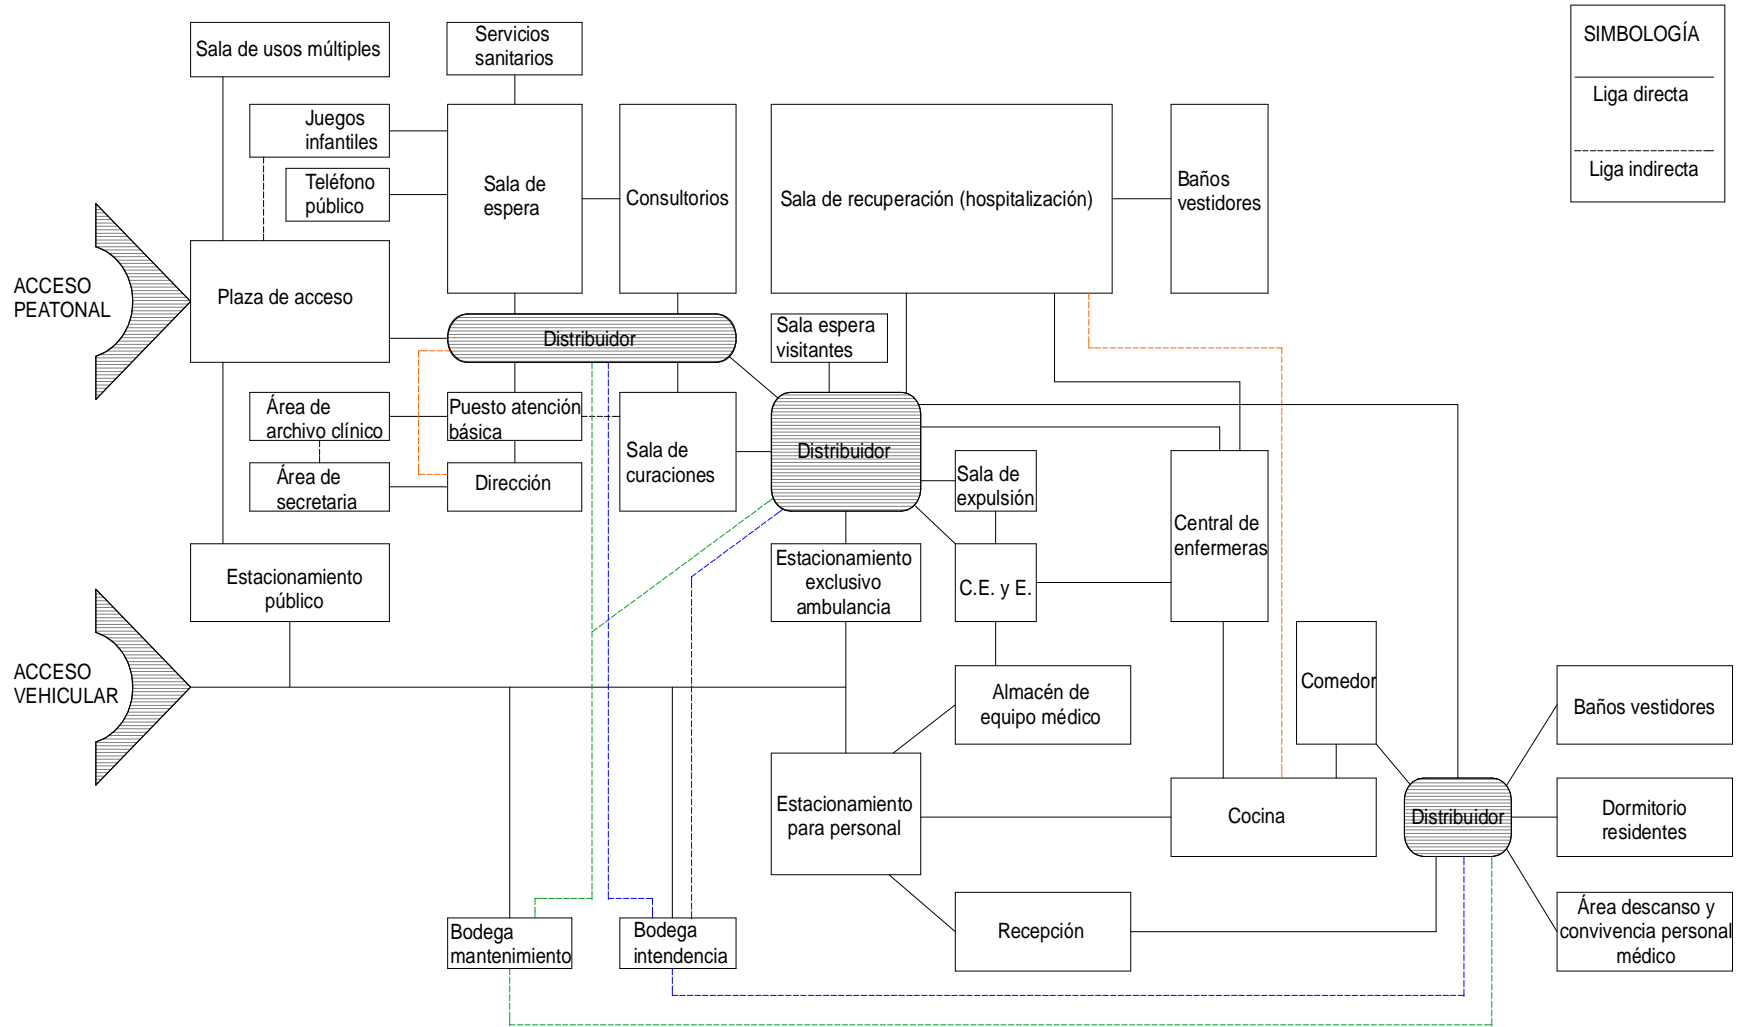 SIMBOLOGÍA
Liga directa
Liga indirecta
Sala de usos múltiples
Servicios
sanitarios
Juegos
infantiles
Teléfono
público
Sala de
espera
Consultorios
Sala de recuperación (hospitalización)
Baños
vestidores
ACCESO
PEATONAL
Plaza de acceso
Distribuidor
Sala espera
visitantes
Área de
archivo clínico
Puesto atención
básica
Sala de
curaciones
Distribuidor
Área de
secretaria
Dirección
Sala de
expulsión
Central de
enfermeras
Estacionamiento
público
Estacionamiento
exclusivo
ambulancia
C.E. y E.
ACCESO
VEHICULAR
Almacén de
equipo médico
Comedor
Baños vestidores
Estacionamiento
para personal
Cocina
Distribuidor
Dormitorio
residentes
Bodega
mantenimiento
Bodega
intendencia
Recepción
Área descanso y
convivencia personal
médico